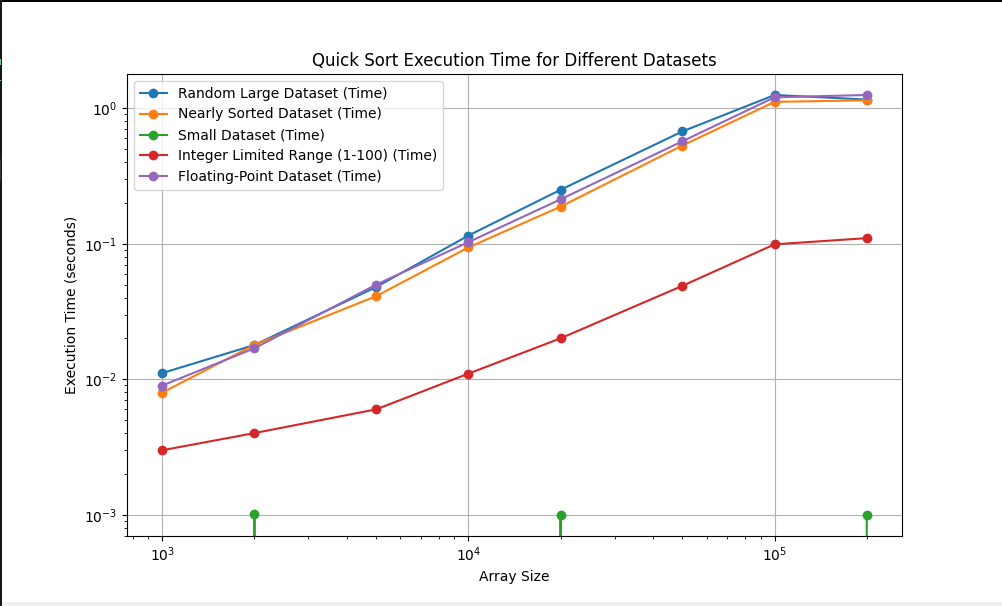 Quick Sort Execution Time for Different Datasets
Random Large Dataset (Time)
Nearly Sorted Dataset (Time)
Small Dataset (Time)
Integer Limited Range (1-100) (Time)
Floating-Point Dataset (Time)
Execution Time (seconds)
10⁰
10⁻¹
10⁻²
10⁻³
10³ 10⁴ 10⁵
Array Size